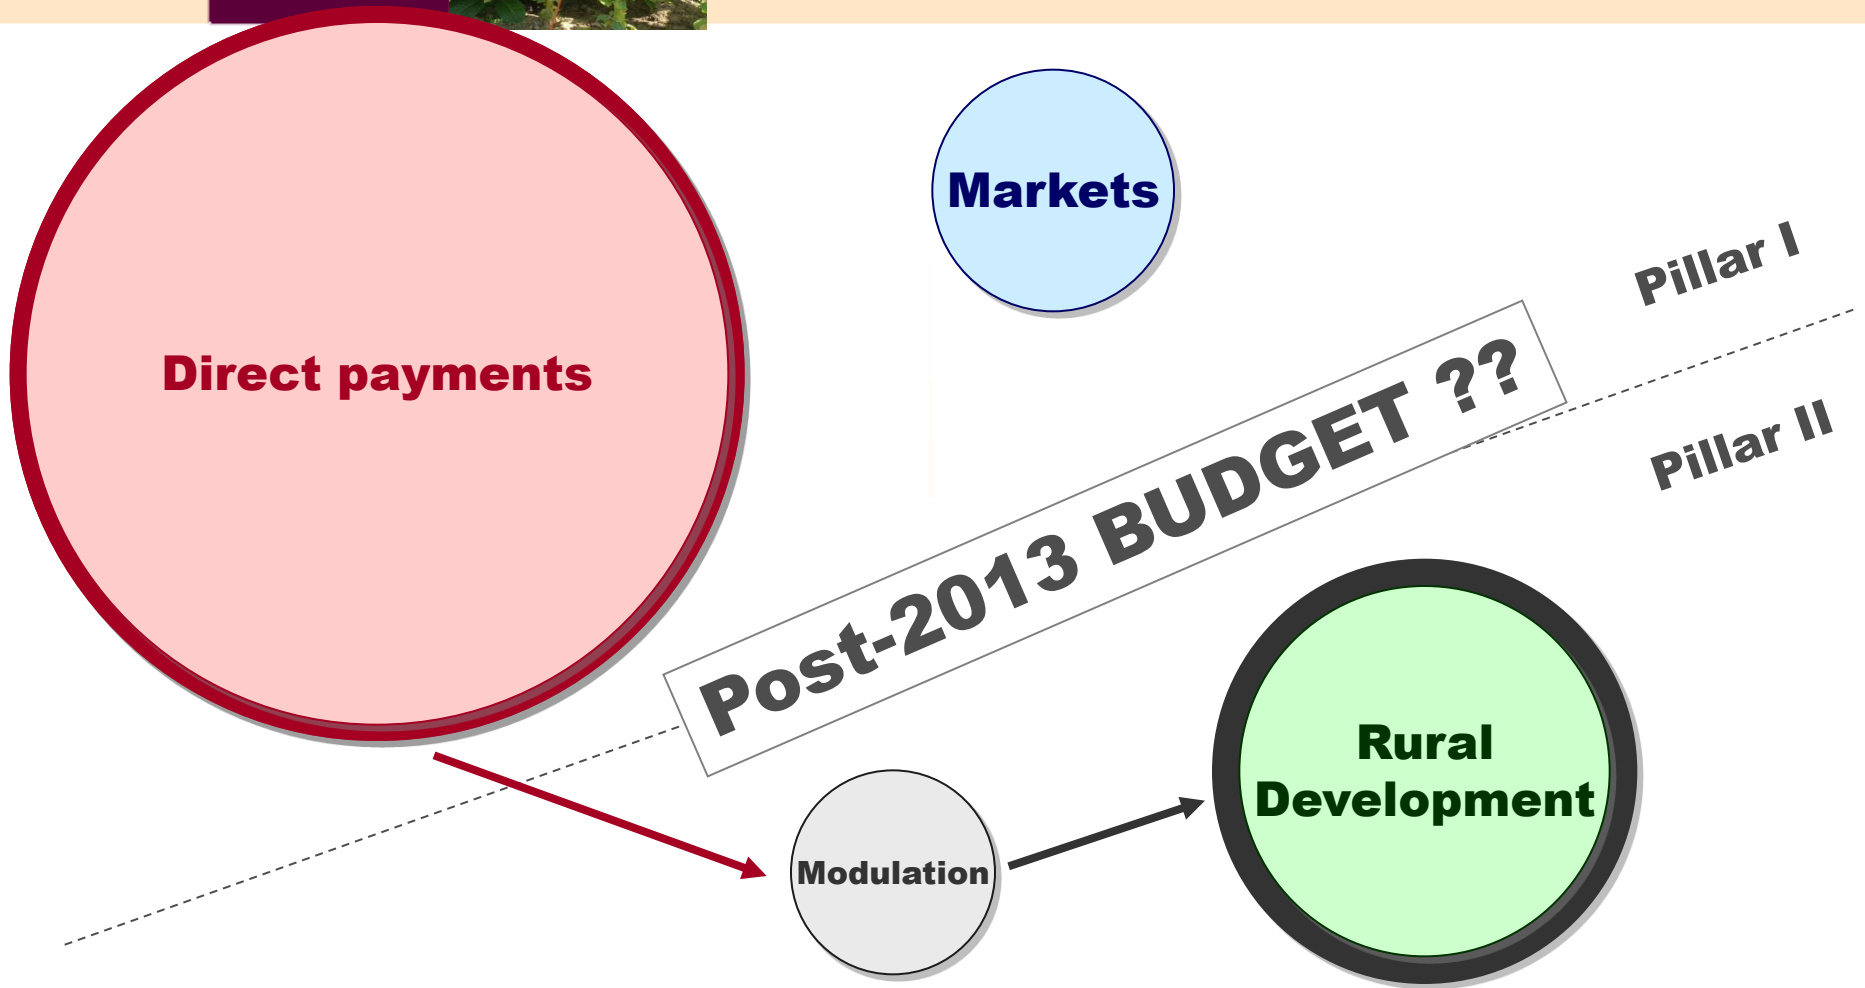 Markets
Direct payments
Pillar I
Post-2013 BUDGET ??
Pillar II
Rural
Development
Modulation